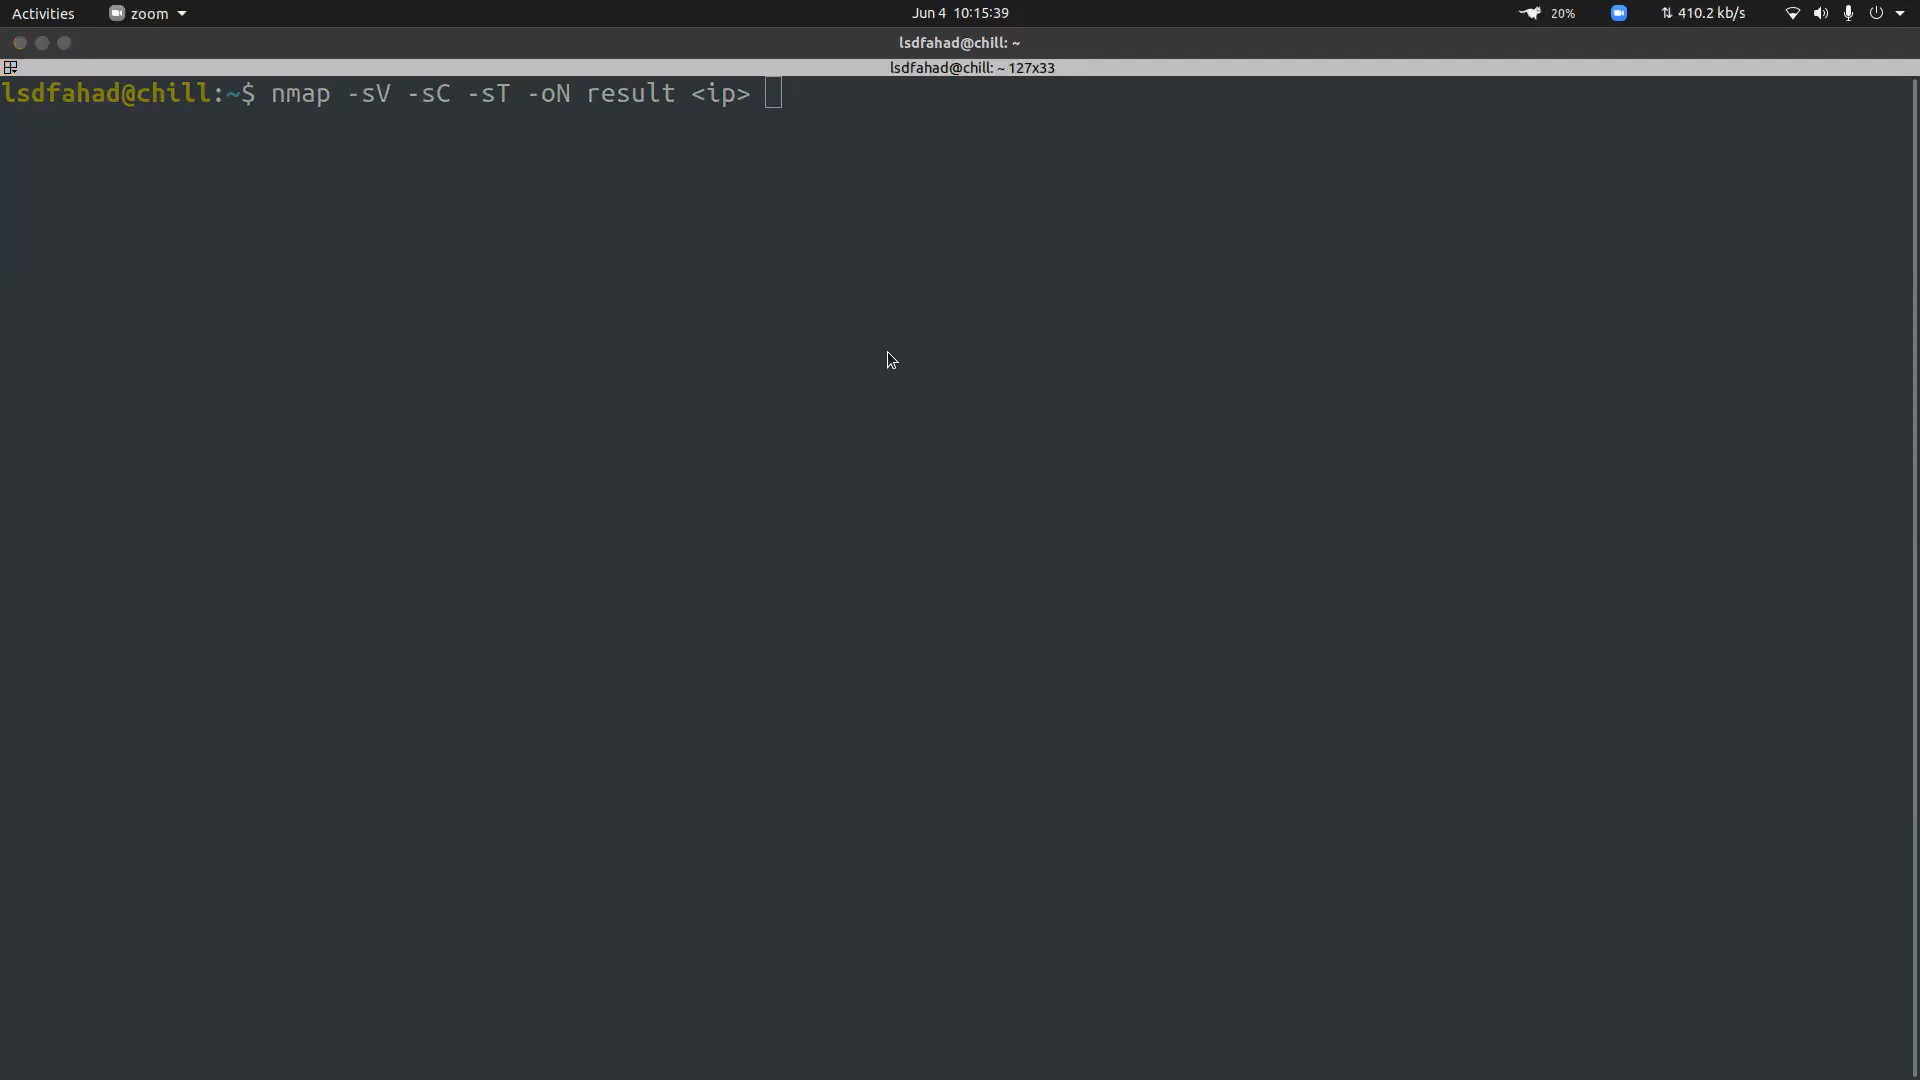 Activities zoom Jun 4 10:15:39 20% 410.2 kb/s
lsdfahad@chill: ~
lsdfahad@chill: ~ 127x33
lsdfahad@chill:~$ nmap -sV -sC -sT -oN result <ip>